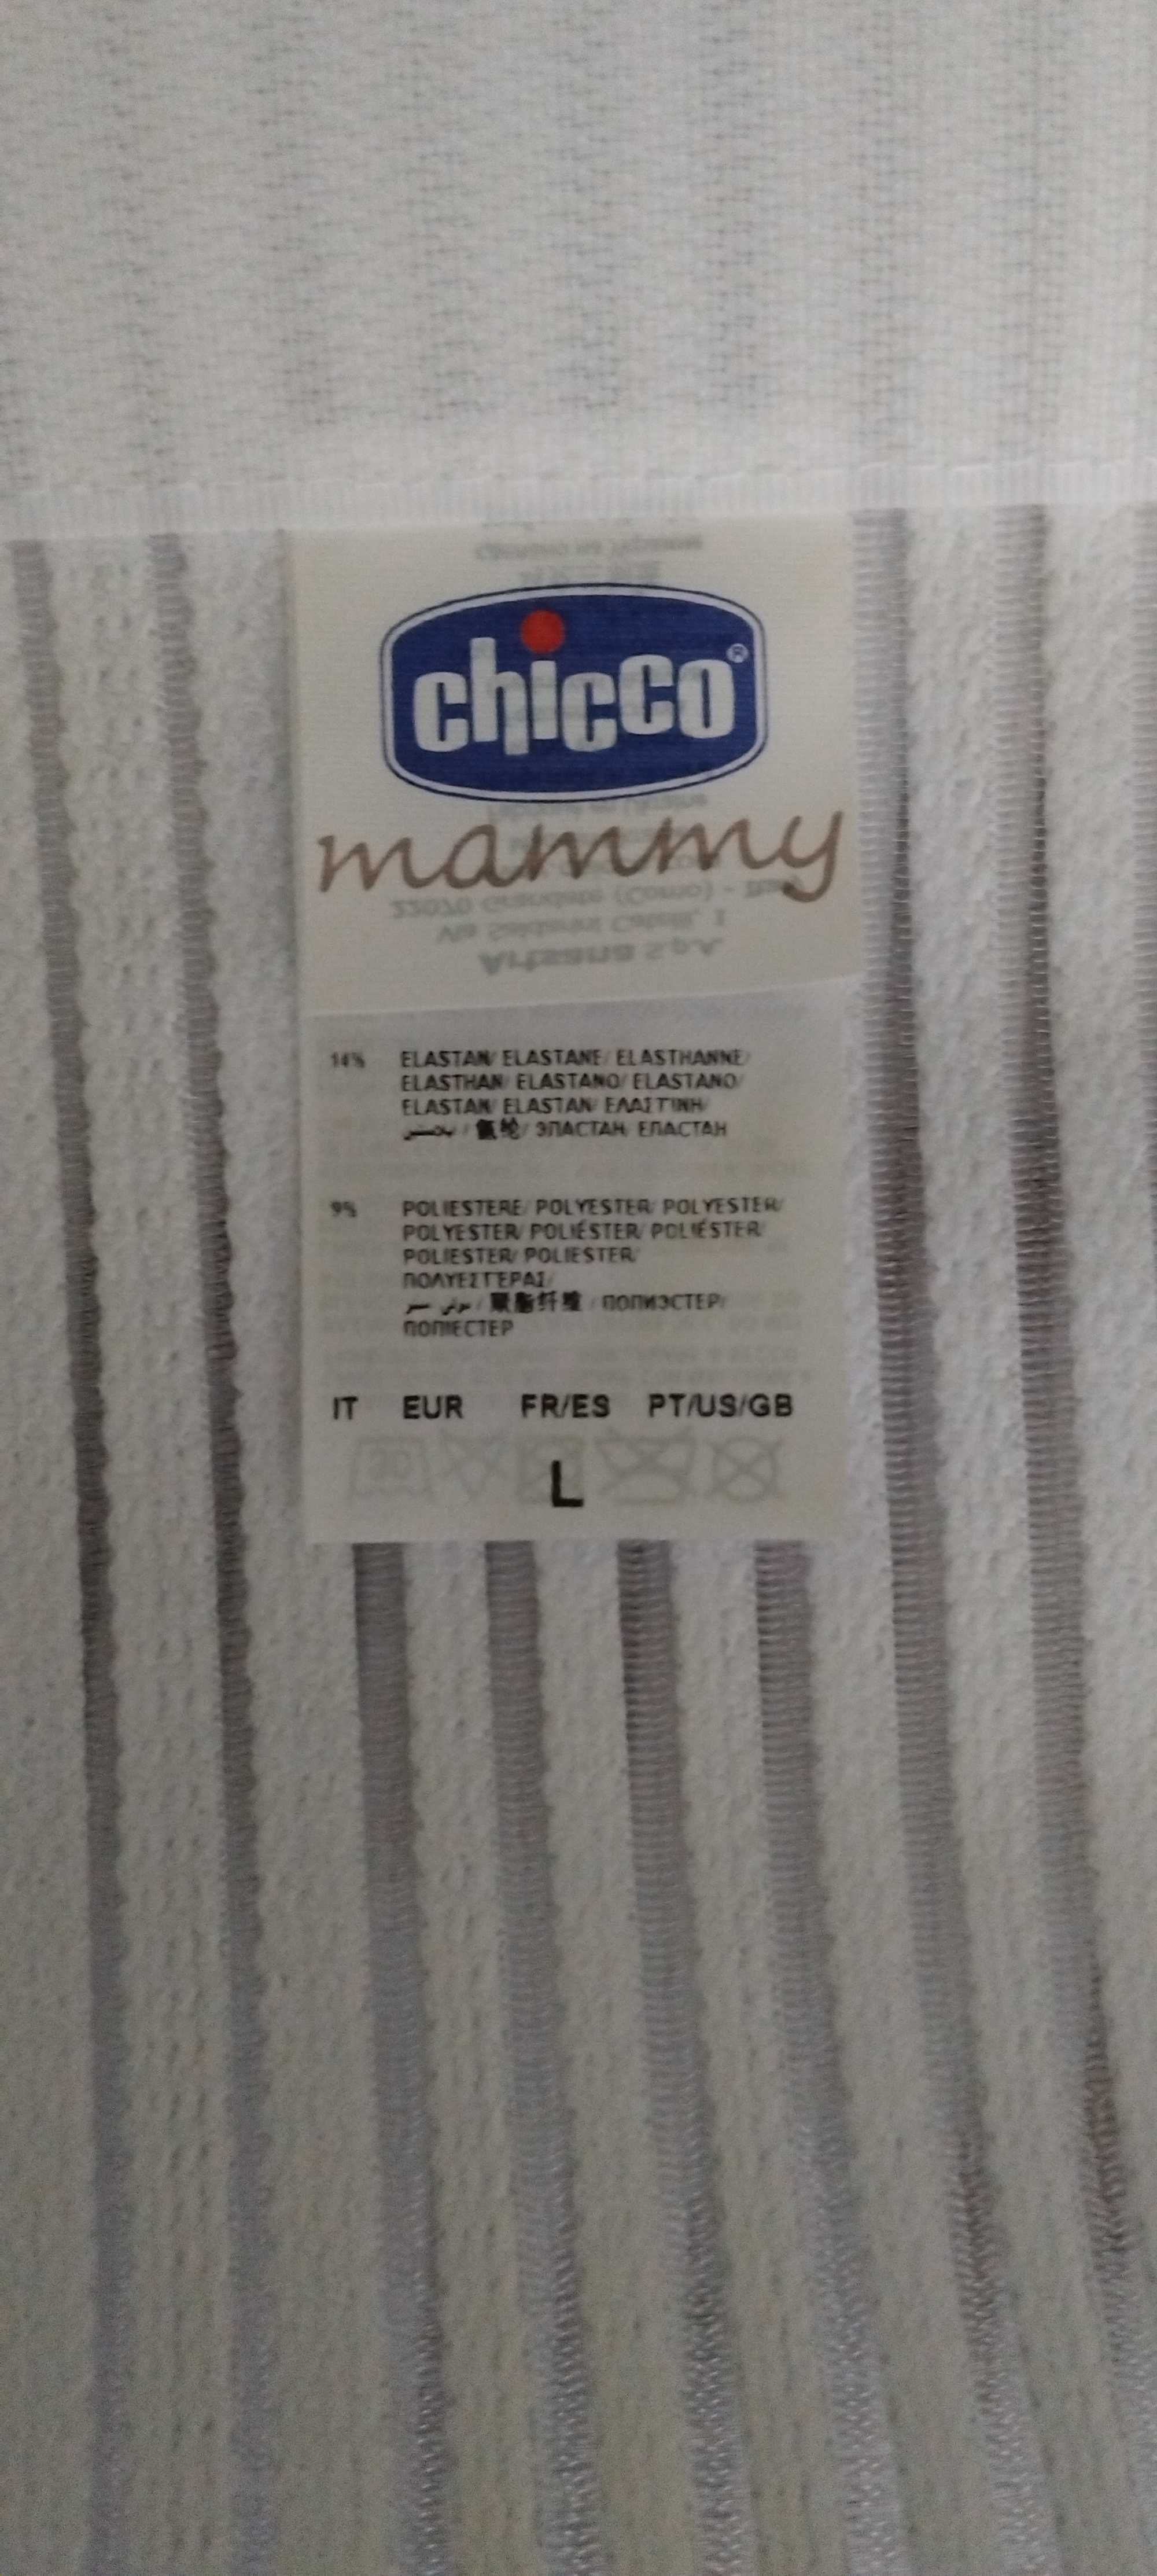 chicco®
mammy
14% ELASTAN/ ELASTANE/ ELASTHANNE/
ELASTHAN/ ELASTANO/ ELASTANO/
ELASTAN/ ELASTAN/ ΕΛΑΣΤΙΝΗ/
/ 氨纶/ ЭЛАСТАН/ ЕЛАСТАН
9% POLIESTERE/ POLYESTER/ POLYESTER/
POLYESTER/ POLIÉSTER/ POLIÉSTER/
POLIESTER/ POLIESTER/
ΠΟΛΥΕΣΤΕΡΑΣ/
/ 聚酯纤维 / ПОЛИЭСТЕР/
ПОЛІЕСТЕР
IT EUR FR/ES PT/US/GB
L